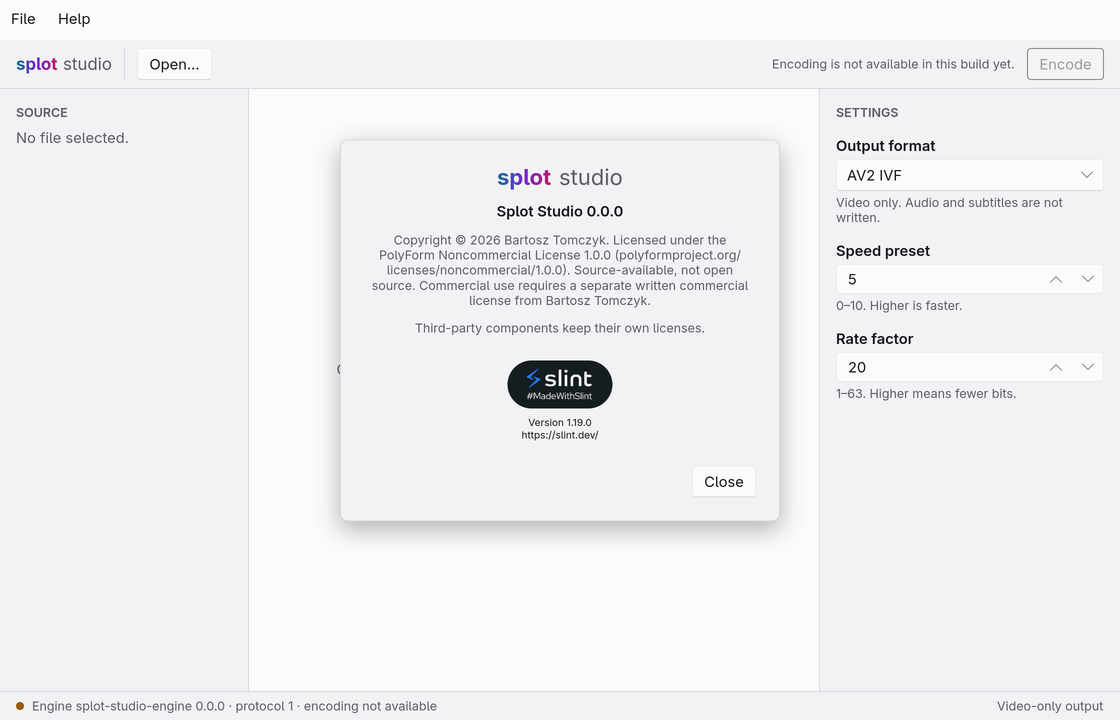 File Help
splot studio Open... Encoding is not available in this build yet. Encode
SOURCE
No file selected.
splot studio
Splot Studio 0.0.0
Copyright © 2026 Bartosz Tomczyk. Licensed under the
PolyForm Noncommercial License 1.0.0 (polyformproject.org/
licenses/noncommercial/1.0.0). Source-available, not open
source. Commercial use requires a separate written commercial
license from Bartosz Tomczyk.
Third-party components keep their own licenses.
slint
#MadeWithSlint
Version 1.19.0
https://slint.dev/
Close
SETTINGS
Output format
AV2 IVF
Video only. Audio and subtitles are not
written.
Speed preset
5
0–10. Higher is faster.
Rate factor
20
1–63. Higher means fewer bits.
Engine splot-studio-engine 0.0.0 · protocol 1 · encoding not available Video-only output